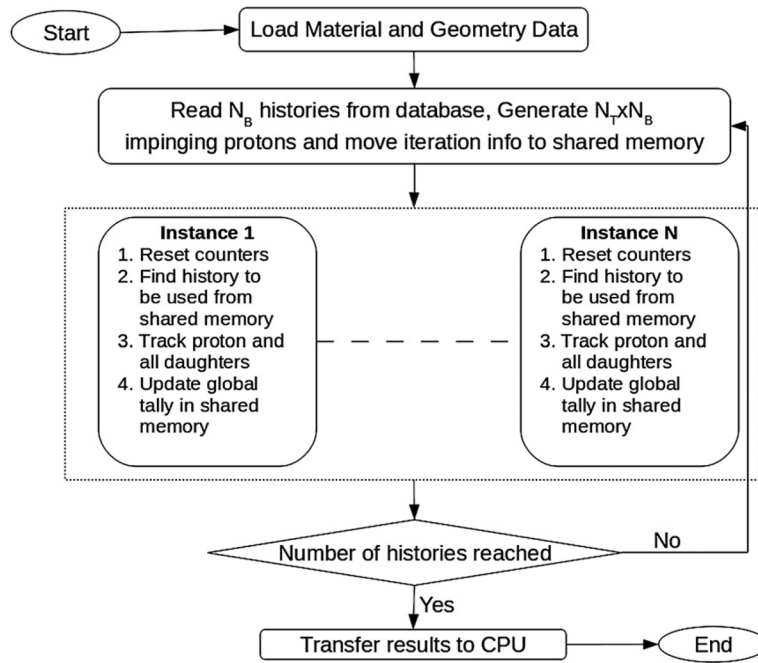 Start
Load Material and Geometry Data
Read N_B histories from database, Generate N_TxN_B
impinging protons and move iteration info to shared memory
Instance 1
1. Reset counters
2. Find history to
be used from
shared memory
3. Track proton and
all daughters
4. Update global
tally in shared
memory
Instance N
1. Reset counters
2. Find history to
be used from
shared memory
3. Track proton and
all daughters
4. Update global
tally in shared
memory
Number of histories reached
No
Yes
Transfer results to CPU
End